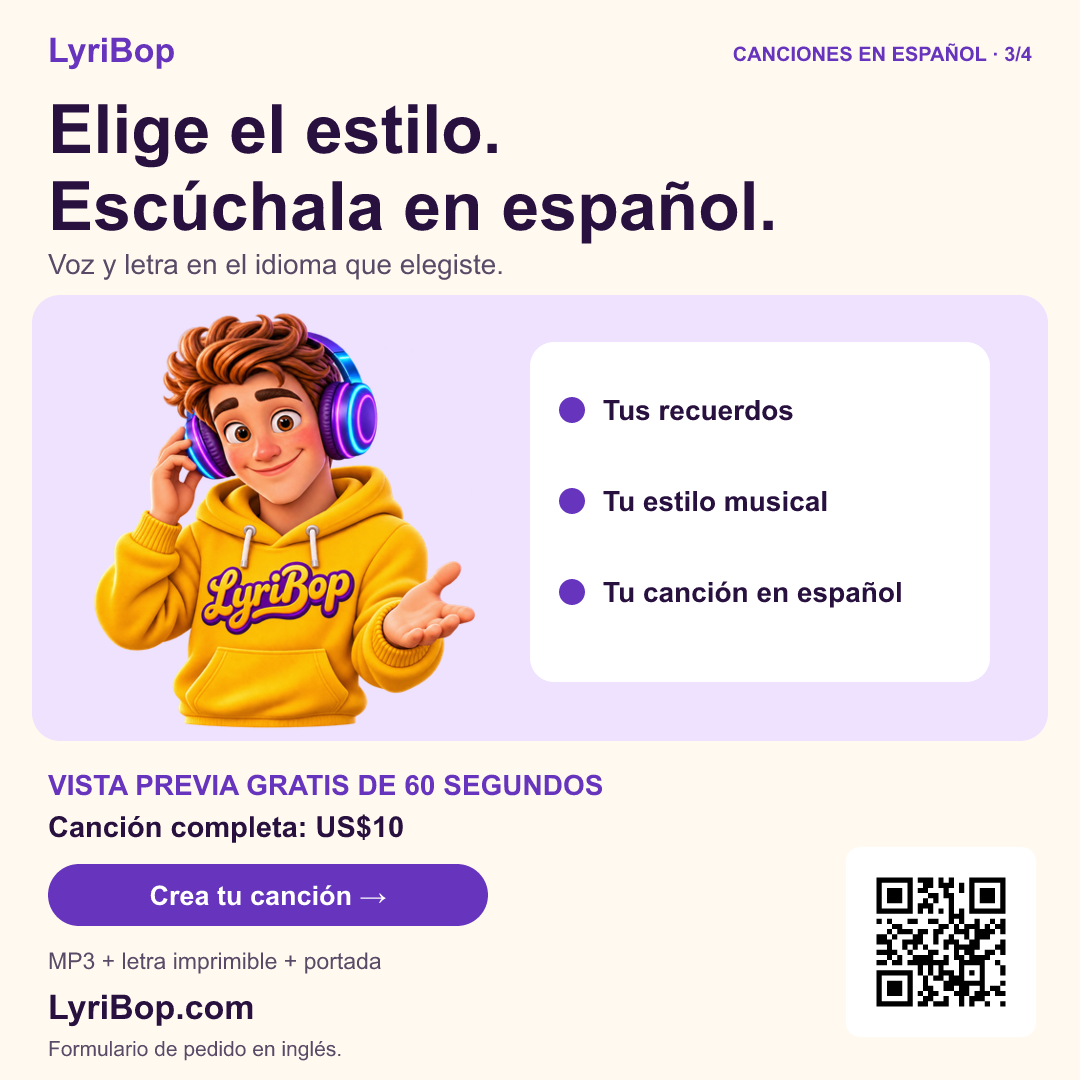 LyriBop
CANCIONES EN ESPAÑOL · 3/4
Elige el estilo.
Escúchala en español.
Voz y letra en el idioma que elegiste.
LyriBop
Tus recuerdos
Tu estilo musical
Tu canción en español
VISTA PREVIA GRATIS DE 60 SEGUNDOS
Canción completa: US$10
Crea tu canción →
MP3 + letra imprimible + portada
LyriBop.com
Formulario de pedido en inglés.